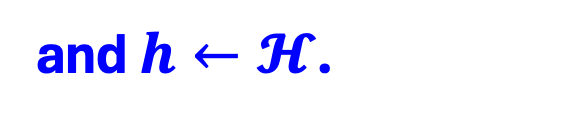 and 𝒉 ← 𝓗.